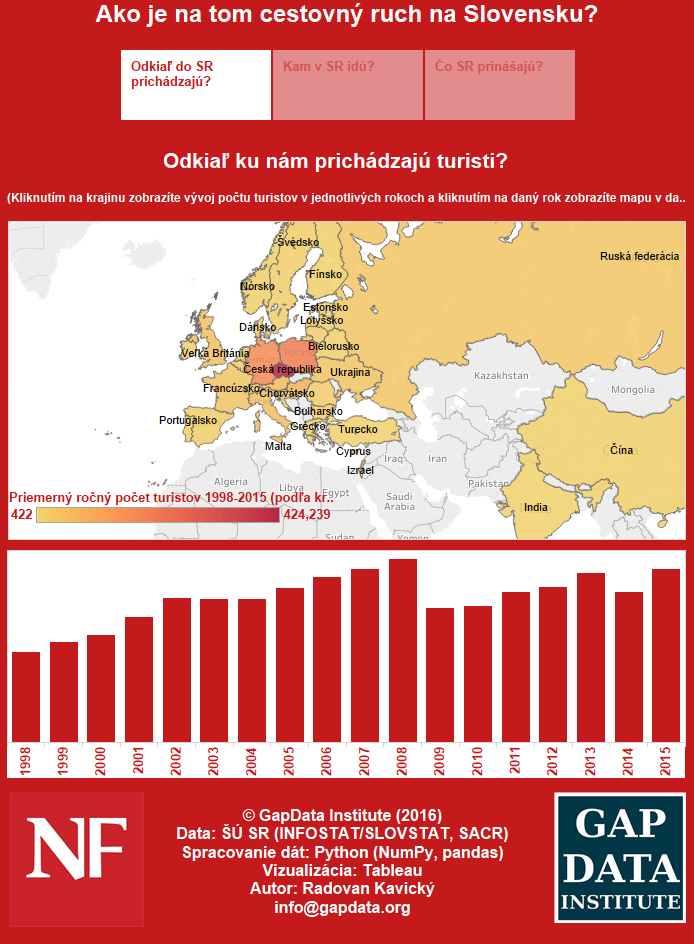 Ako je na tom cestovný ruch na Slovensku?
Odkiaľ do SR
prichádzajú?
Kam v SR idú?
Čo SR prinášajú?
Odkiaľ ku nám prichádzajú turisti?
(Kliknutím na krajinu zobrazíte vývoj počtu turistov v jednotlivých rokoch a kliknutím na daný rok zobrazíte mapu v da..
Švédsko
Ruská federácia
Fínsko
Nórsko
Estónsko
Lotyšsko
Dánsko
Bielorusko
Veľká Británia
Poland
Česká republika
Ukrajina
Kazakhstan
Mongolia
Francúzsko
Chorvátsko
Bulharsko
Portugalsko
Grécko
Turecko
Malta
Cyprus
Čína
Iraq
Iran
Izrael
Algeria
Libya
Egypt
Pakistan
Saudi
Arabia
India
Sudan
Yemen
Priemerný ročný počet turistov 1998-2015 (podľa kr..
422
424,239
1998
1999
2000
2001
2002
2003
2004
2005
2006
2007
2008
2009
2010
2011
2012
2013
2014
2015
NF
© GapData Institute (2016)
Data: ŠÚ SR (INFOSTAT/SLOVSTAT, SACR)
Spracovanie dát: Python (NumPy, pandas)
Vizualizácia: Tableau
Autor: Radovan Kavický
info@gapdata.org
GAP
DATA
INSTITUTE